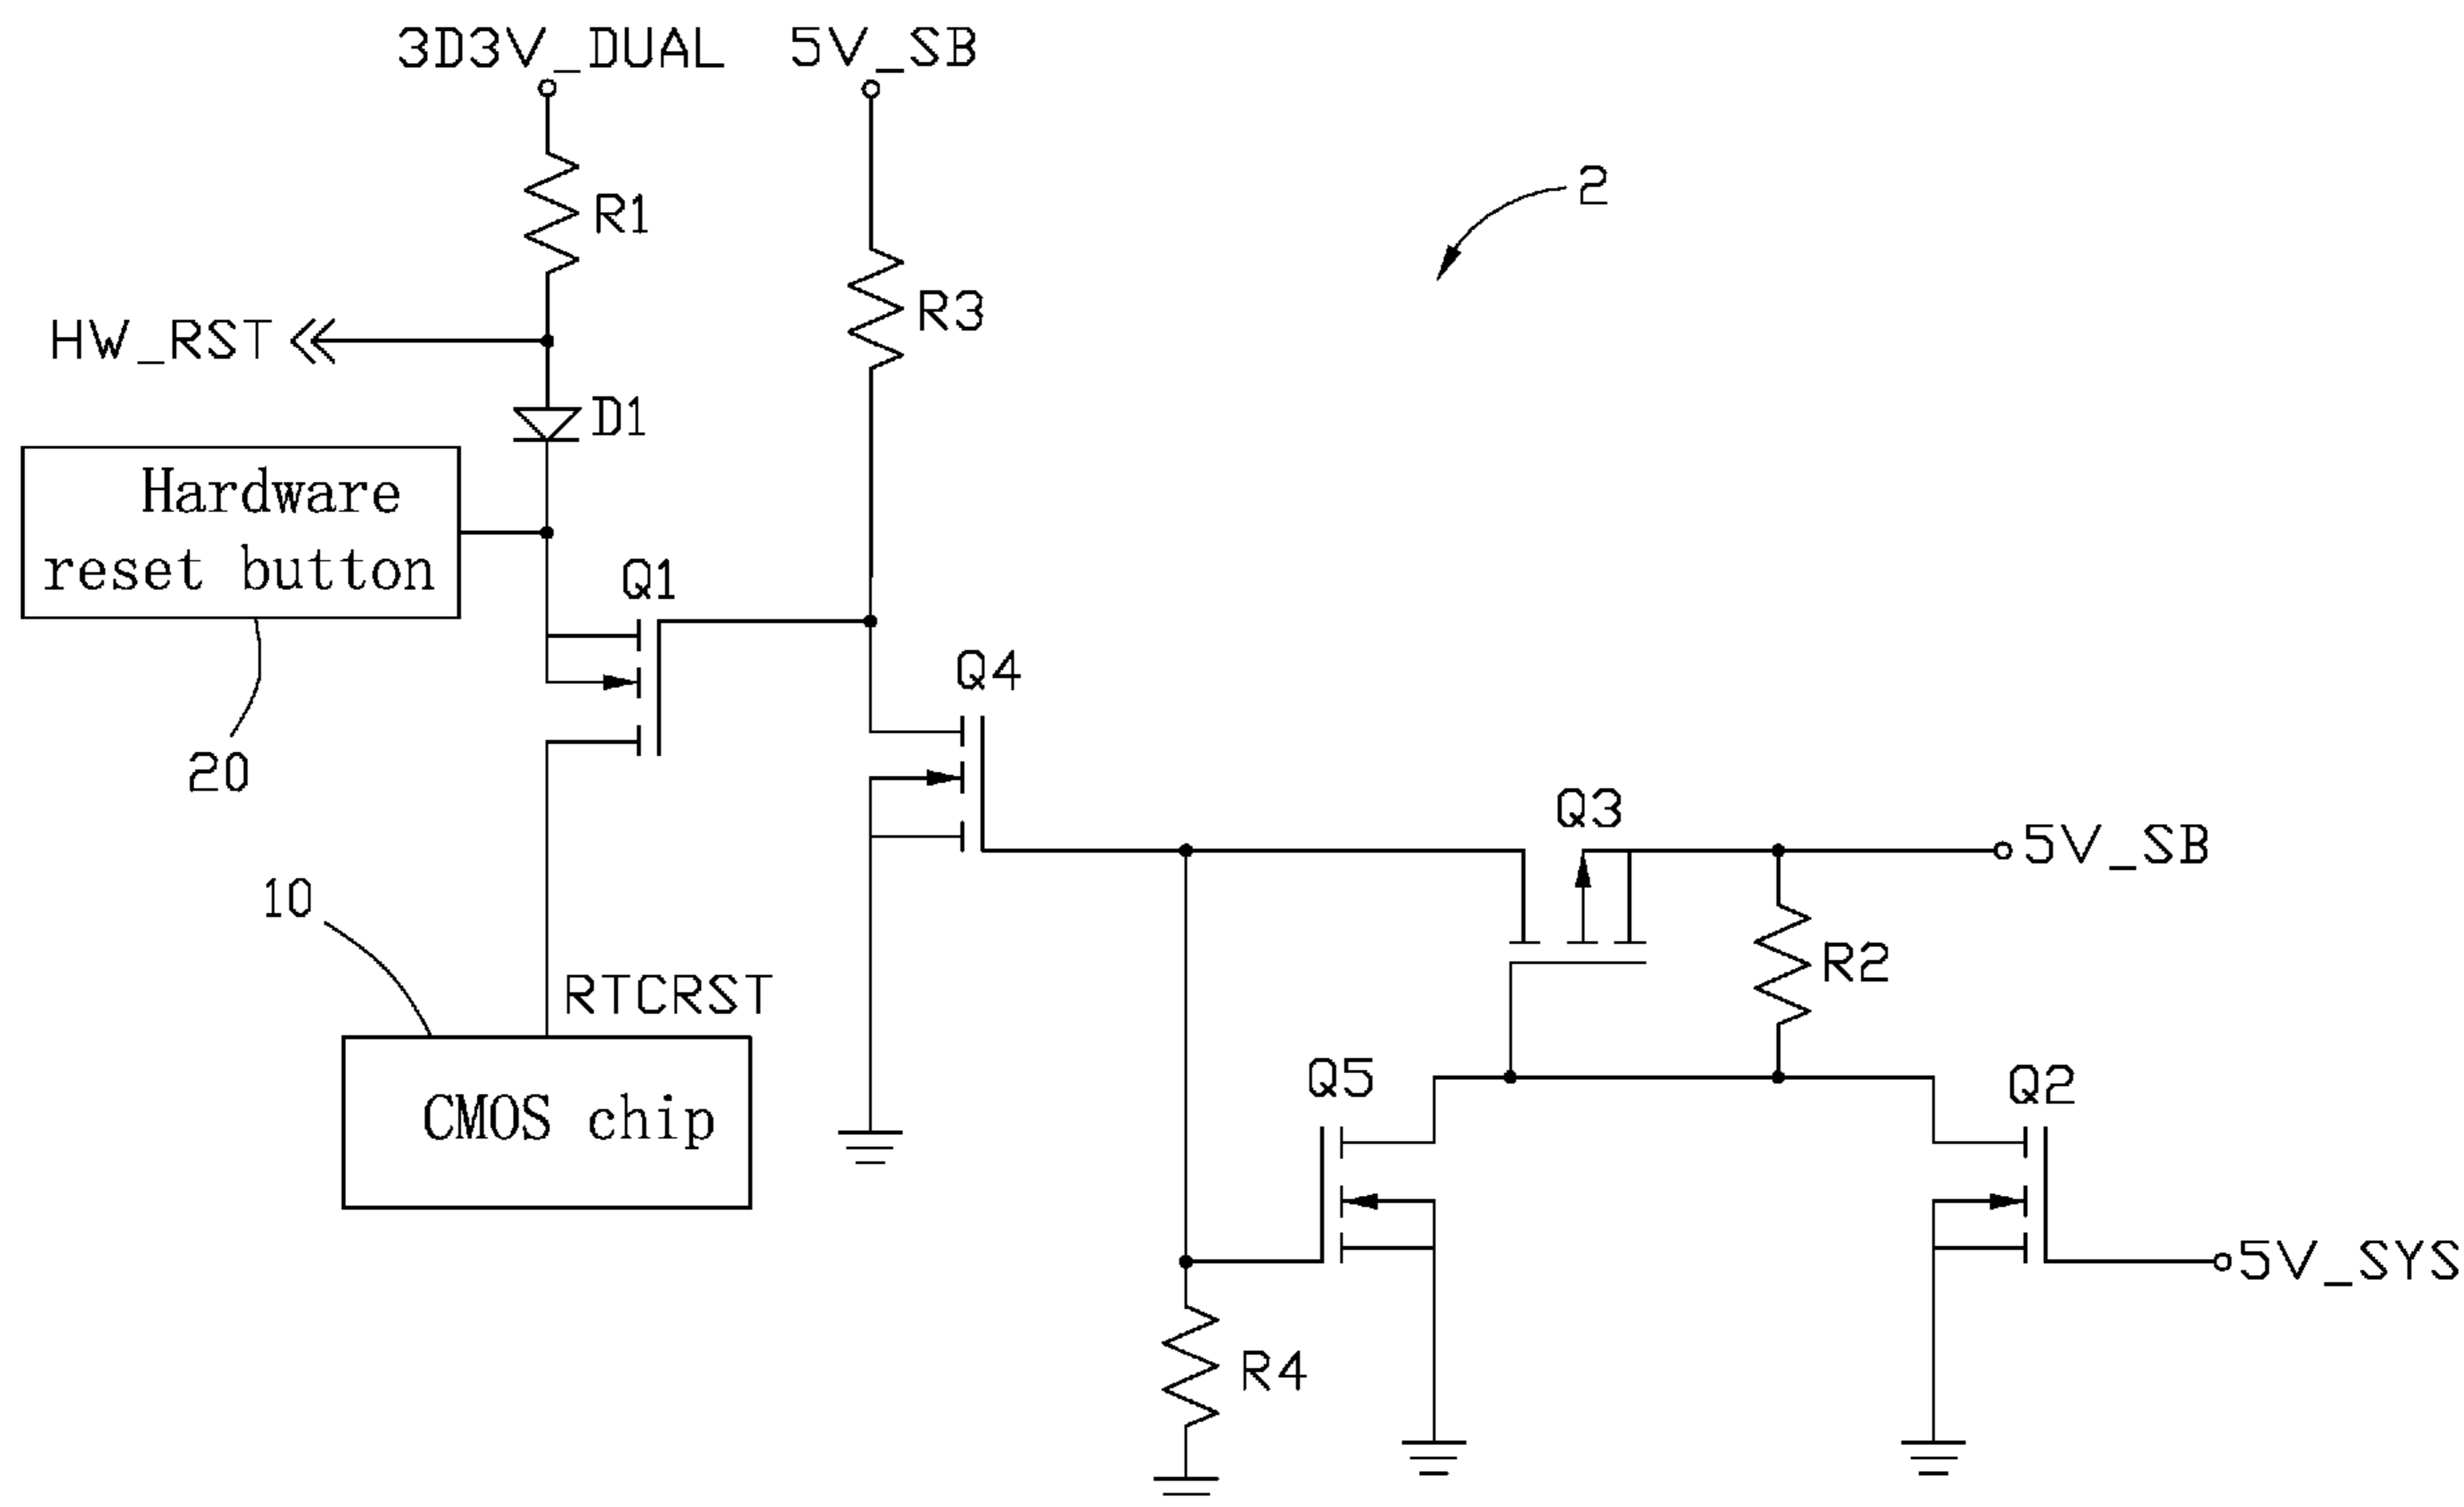 3D3V_DUAL
5V_SB
2
R1
R3
HW_RST
D1
Hardware
reset button
Q1
Q4
20
Q3
5V_SB
10
R2
RTCRST
Q5
Q2
CMOS chip
5V_SYS
R4